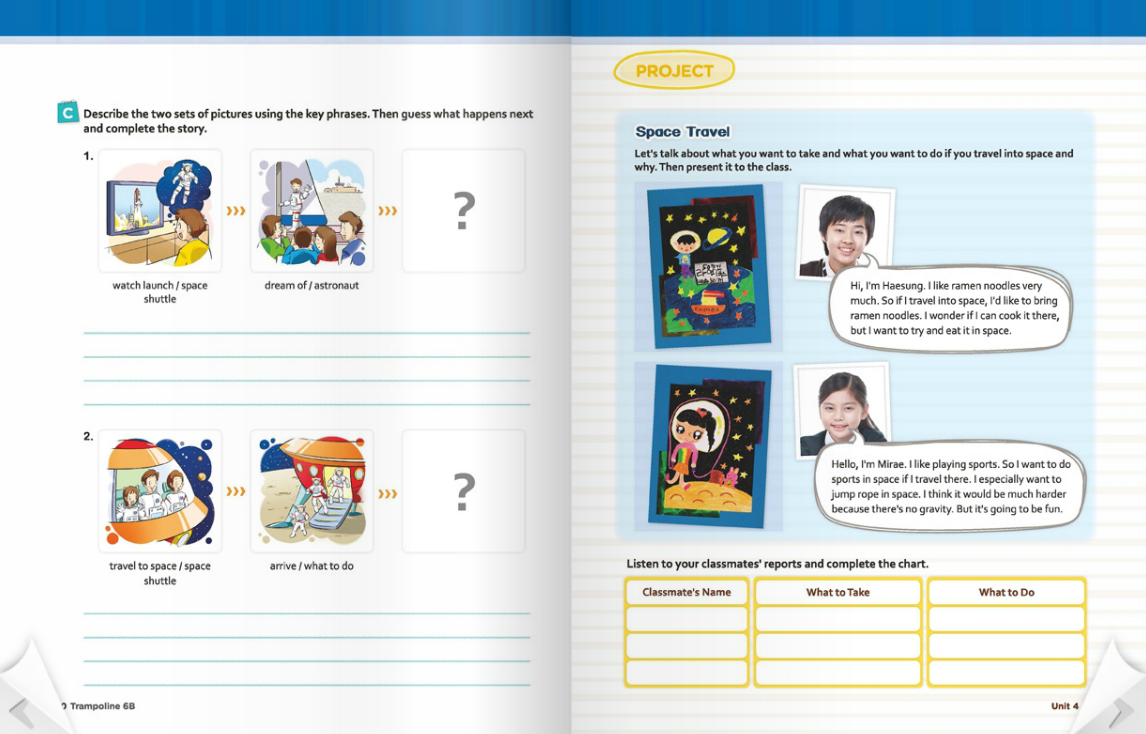 C Describe the two sets of pictures using the key phrases. Then guess what happens next
and complete the story.
1.
?
watch launch / space
shuttle
dream of / astronaut
2.
?
travel to space / space
shuttle
arrive / what to do
0 Trampoline 6B
PROJECT
Space Travel
Let's talk about what you want to take and what you want to do if you travel into space and
why. Then present it to the class.
Hi, I'm Haesung. I like ramen noodles very
much. So if I travel into space, I'd like to bring
ramen noodles. I wonder if I can cook it there,
but I want to try and eat it in space.
Hello, I'm Mirae. I like playing sports. So I want to do
sports in space if I travel there. I especially want to
jump rope in space. I think it would be much harder
because there's no gravity. But it's going to be fun.
Listen to your classmates' reports and complete the chart.
Classmate's Name What to Take What to Do
Unit 4